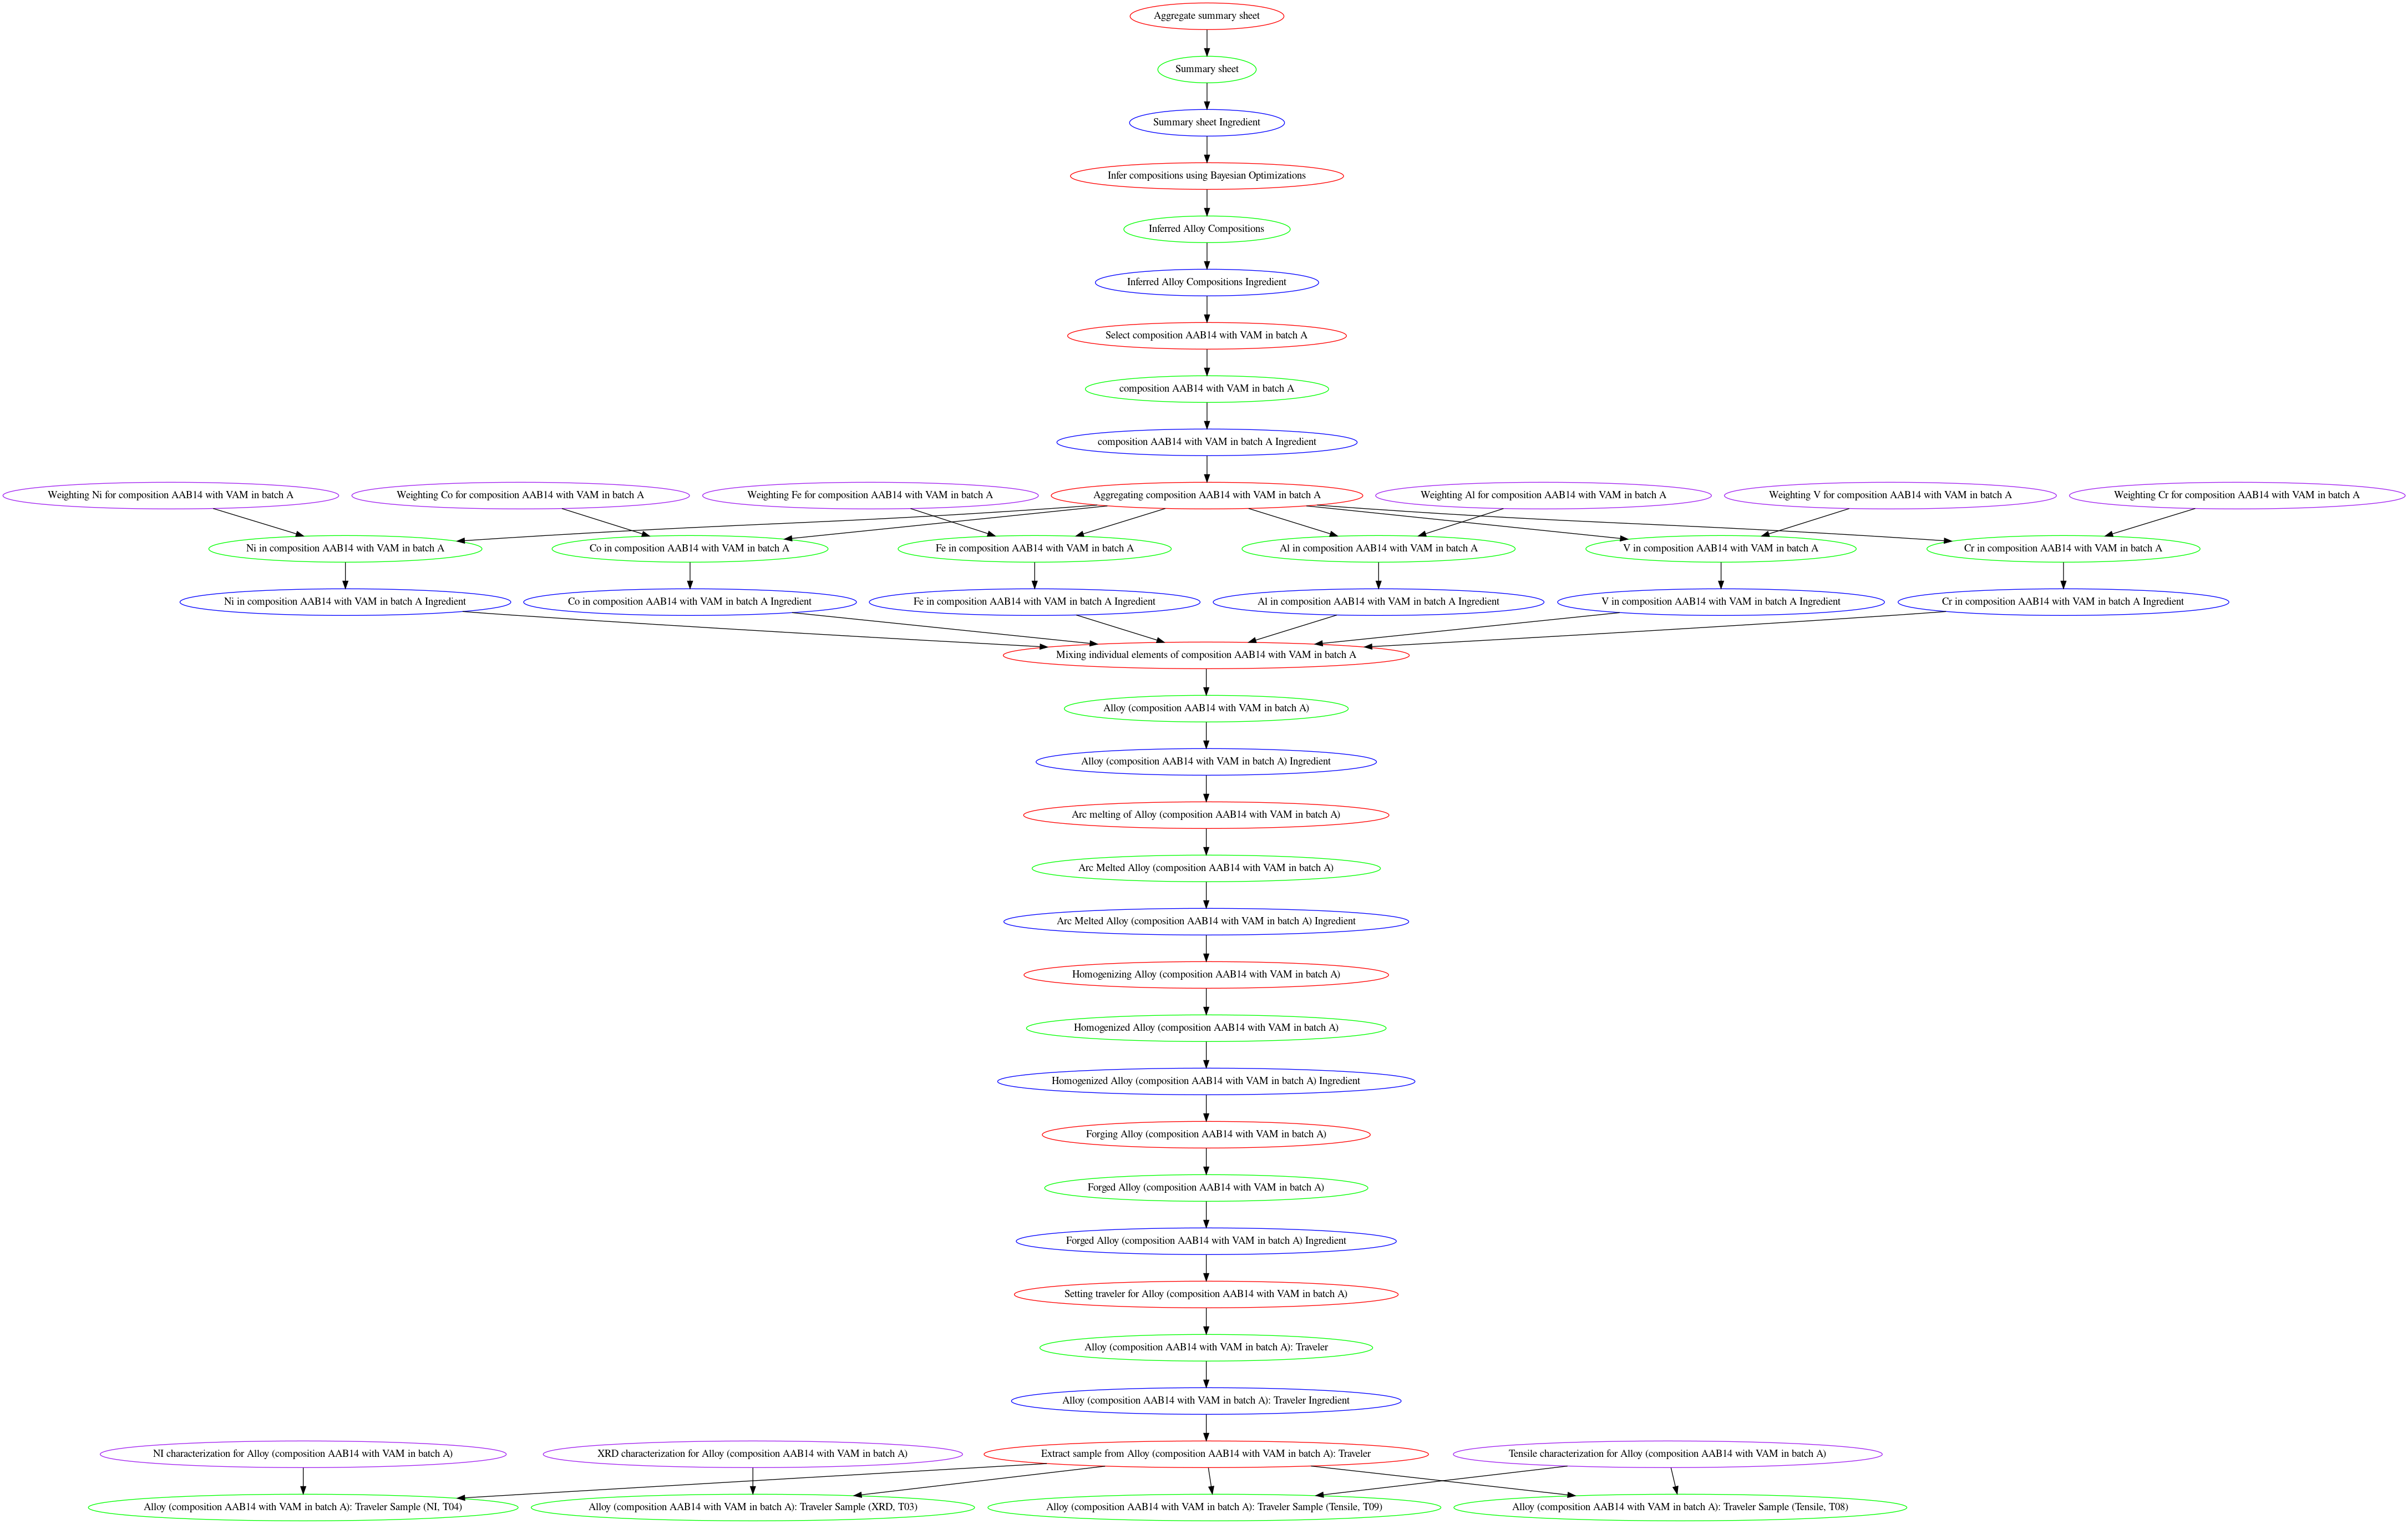 Aggregate summary sheet
Summary sheet
Summary sheet Ingredient
Infer compositions using Bayesian Optimizations
Inferred Alloy Compositions
Inferred Alloy Compositions Ingredient
Select composition AAB14 with VAM in batch A
composition AAB14 with VAM in batch A
composition AAB14 with VAM in batch A Ingredient
Weighting Ni for composition AAB14 with VAM in batch A
Weighting Co for composition AAB14 with VAM in batch A
Weighting Fe for composition AAB14 with VAM in batch A
Aggregating composition AAB14 with VAM in batch A
Weighting Al for composition AAB14 with VAM in batch A
Weighting V for composition AAB14 with VAM in batch A
Weighting Cr for composition AAB14 with VAM in batch A
Ni in composition AAB14 with VAM in batch A
Co in composition AAB14 with VAM in batch A
Fe in composition AAB14 with VAM in batch A
Al in composition AAB14 with VAM in batch A
V in composition AAB14 with VAM in batch A
Cr in composition AAB14 with VAM in batch A
Ni in composition AAB14 with VAM in batch A Ingredient
Co in composition AAB14 with VAM in batch A Ingredient
Fe in composition AAB14 with VAM in batch A Ingredient
Al in composition AAB14 with VAM in batch A Ingredient
V in composition AAB14 with VAM in batch A Ingredient
Cr in composition AAB14 with VAM in batch A Ingredient
Mixing individual elements of composition AAB14 with VAM in batch A
Alloy (composition AAB14 with VAM in batch A)
Alloy (composition AAB14 with VAM in batch A) Ingredient
Arc melting of Alloy (composition AAB14 with VAM in batch A)
Arc Melted Alloy (composition AAB14 with VAM in batch A)
Arc Melted Alloy (composition AAB14 with VAM in batch A) Ingredient
Homogenizing Alloy (composition AAB14 with VAM in batch A)
Homogenized Alloy (composition AAB14 with VAM in batch A)
Homogenized Alloy (composition AAB14 with VAM in batch A) Ingredient
Forging Alloy (composition AAB14 with VAM in batch A)
Forged Alloy (composition AAB14 with VAM in batch A)
Forged Alloy (composition AAB14 with VAM in batch A) Ingredient
Setting traveler for Alloy (composition AAB14 with VAM in batch A)
Alloy (composition AAB14 with VAM in batch A): Traveler
Alloy (composition AAB14 with VAM in batch A): Traveler Ingredient
NI characterization for Alloy (composition AAB14 with VAM in batch A)
XRD characterization for Alloy (composition AAB14 with VAM in batch A)
Extract sample from Alloy (composition AAB14 with VAM in batch A): Traveler
Tensile characterization for Alloy (composition AAB14 with VAM in batch A)
Alloy (composition AAB14 with VAM in batch A): Traveler Sample (NI, T04)
Alloy (composition AAB14 with VAM in batch A): Traveler Sample (XRD, T03)
Alloy (composition AAB14 with VAM in batch A): Traveler Sample (Tensile, T09)
Alloy (composition AAB14 with VAM in batch A): Traveler Sample (Tensile, T08)